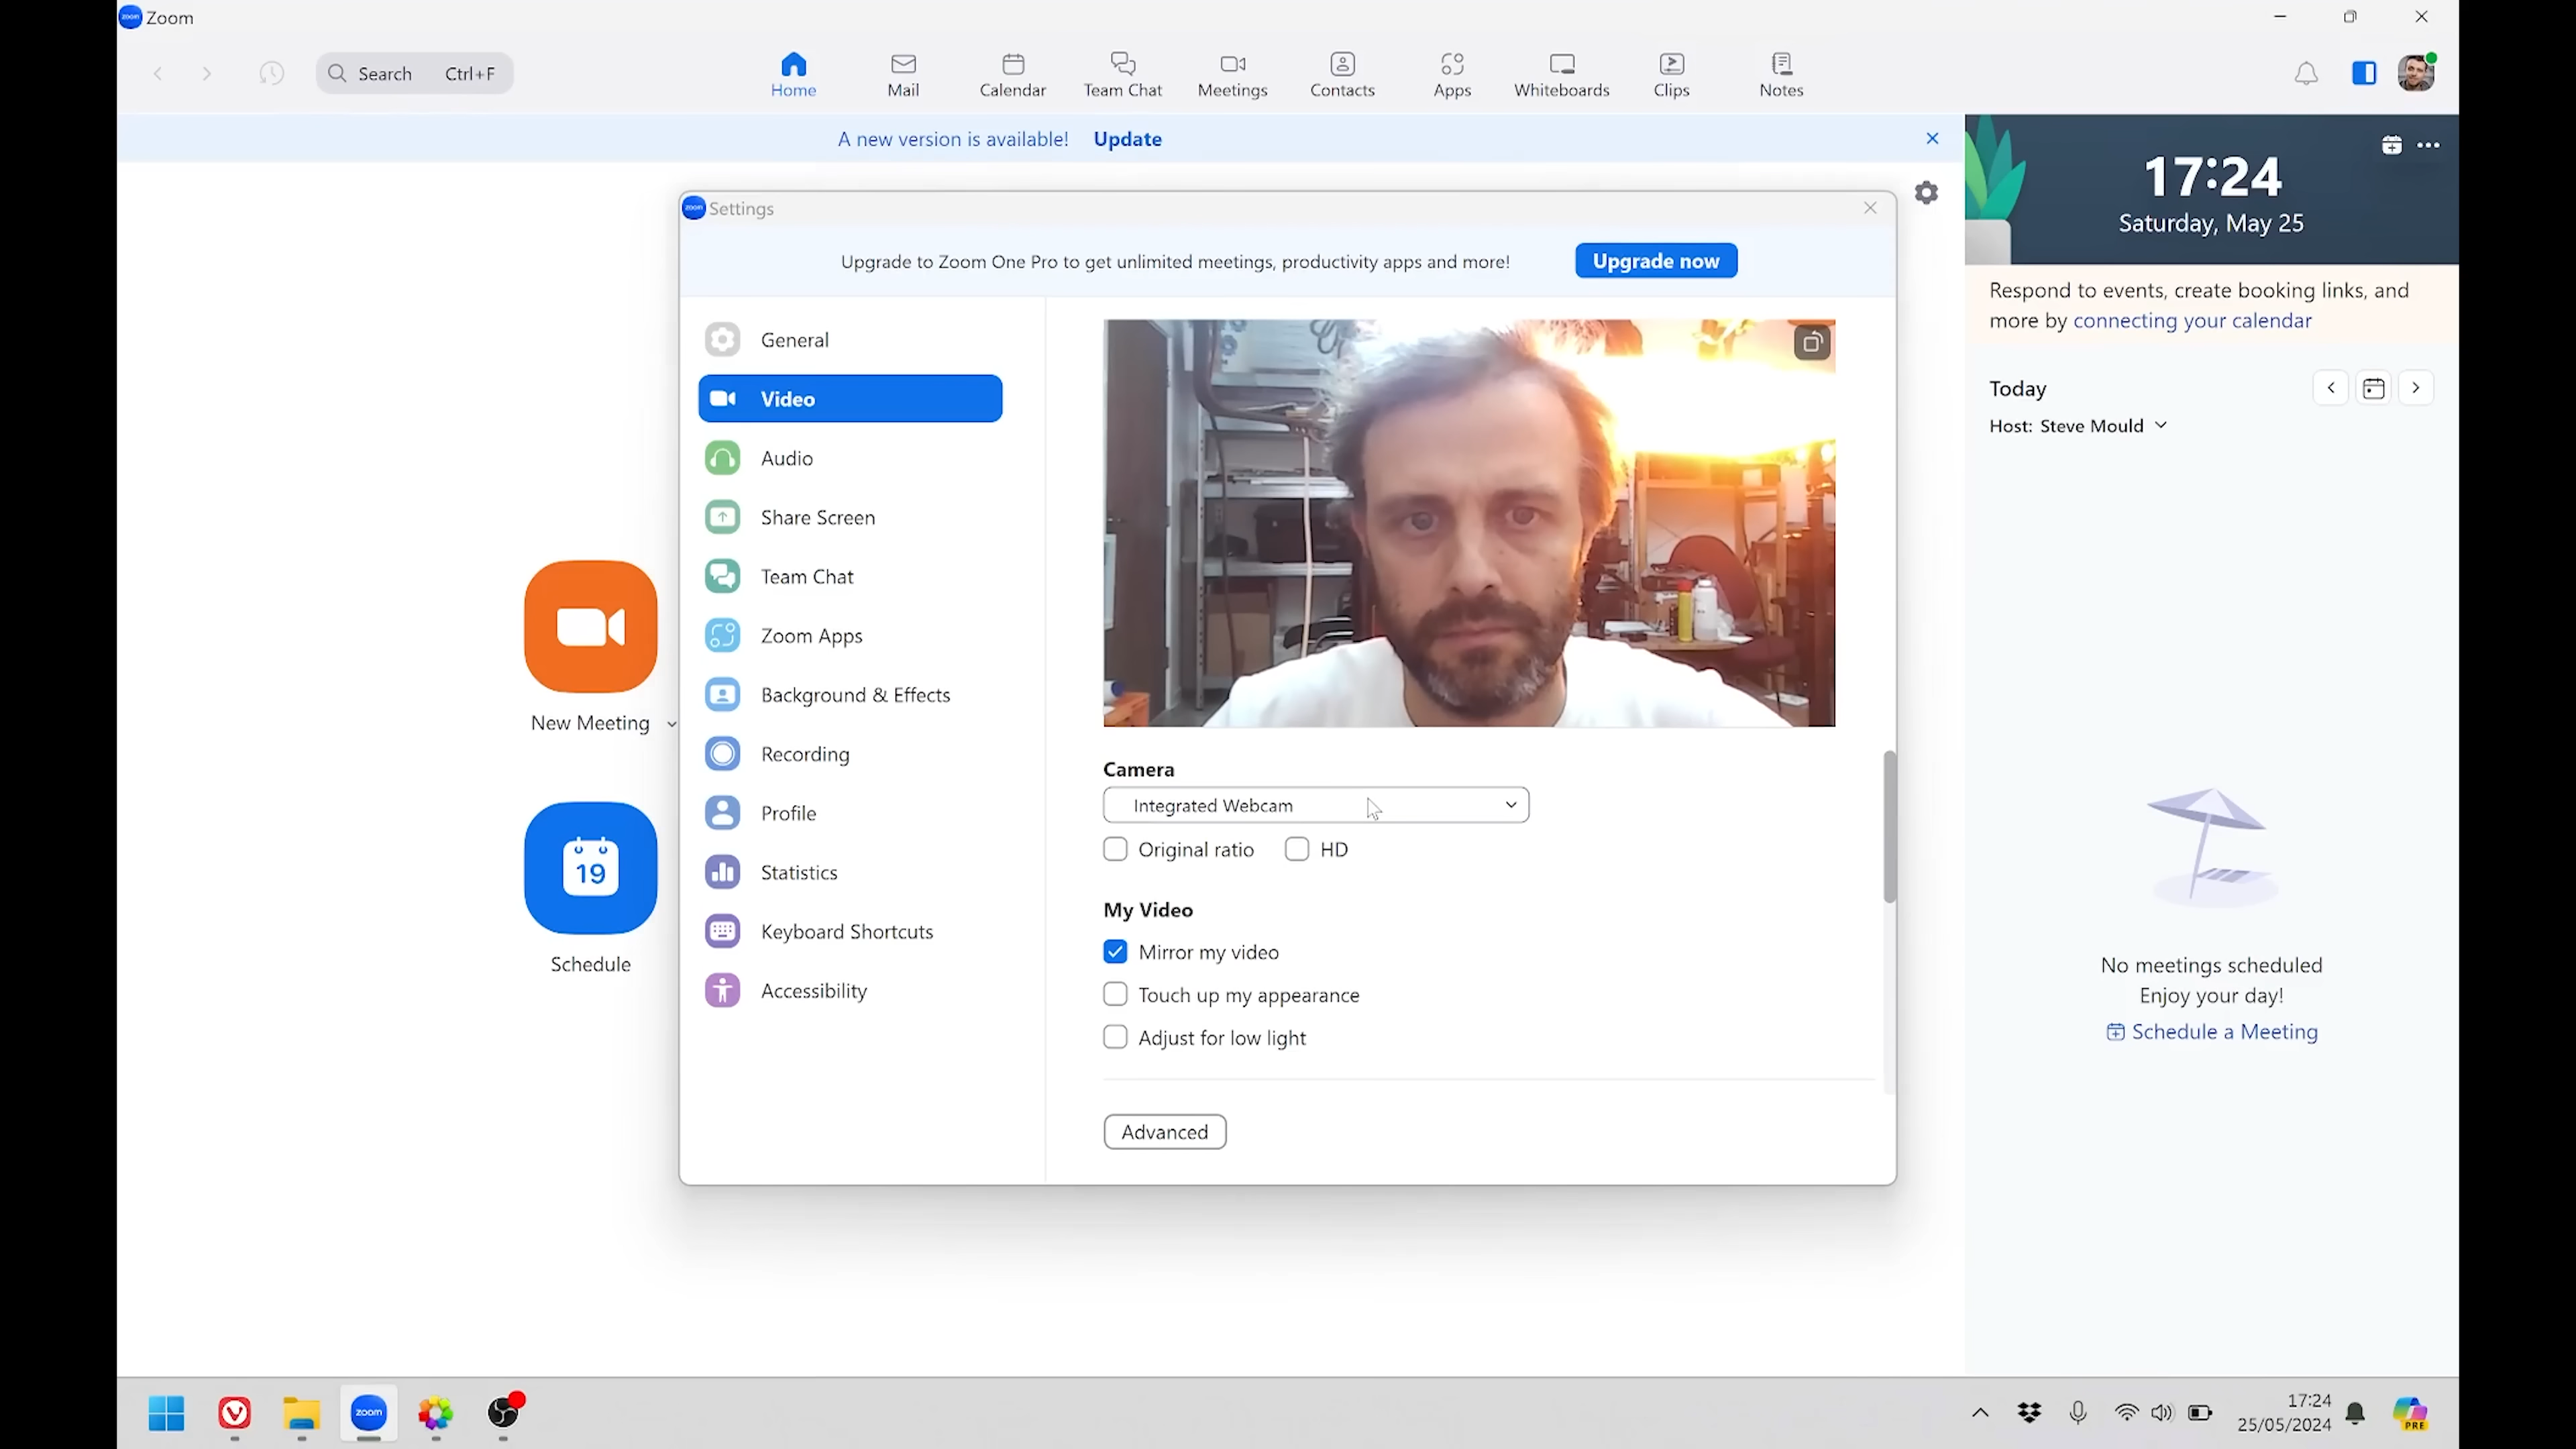 zoom Zoom
Search Ctrl+F
Home
Mail
Calendar
Team Chat
Meetings
Contacts
Apps
Whiteboards
Clips
Notes
A new version is available! Update
zoom Settings
Upgrade to Zoom One Pro to get unlimited meetings, productivity apps and more!
Upgrade now
General
Video
Audio
Share Screen
Team Chat
Zoom Apps
Background & Effects
Recording
Profile
Statistics
Keyboard Shortcuts
Accessibility
Camera
Integrated Webcam
Original ratio HD
My Video
Mirror my video
Touch up my appearance
Adjust for low light
Advanced
New Meeting
19
Schedule
17:24
Saturday, May 25
Respond to events, create booking links, and
more by connecting your calendar
Today
Host: Steve Mould
No meetings scheduled
Enjoy your day!
Schedule a Meeting
zoom
17:24
25/05/2024
PRE